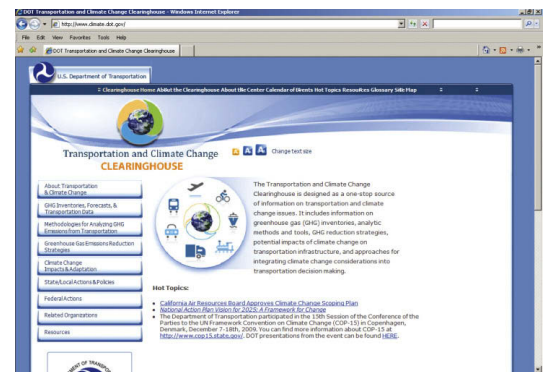 DOT Transportation and Climate Change Clearinghouse - Windows Internet Explorer
http://www.climate.dot.gov/
File Edit View Favorites Tools Help
DOT Transportation and Climate Change Clearinghouse
U.S. Department of Transportation
Clearinghouse Home About the Clearinghouse About the Center Calendar of Events Hot Topics Resources Glossary Site Map
Transportation and Climate Change
CLEARINGHOUSE
A A Change text size
About Transportation
& Climate Change
GHG Inventories, Forecasts, &
Transportation Data
Methodologies for Analyzing GHG
Emissions from Transportation
Greenhouse Gas Emissions Reduction
Strategies
Climate Change
Impacts & Adaptation
State/Local Actions & Policies
Federal Actions
Related Organizations
Resources
The Transportation and Climate Change
Clearinghouse is designed as a one-stop source
of information on transportation and climate
change issues. It includes information on
greenhouse gas (GHG) inventories, analytic
methods and tools, GHG reduction strategies,
potential impacts of climate change on
transportation infrastructure, and approaches for
integrating climate change considerations into
transportation decision making.
Hot Topics:
California Air Resources Board Approves Climate Change Scoping Plan
National Action Plan Vision for 2025: A Framework for Change
The Department of Transportation participated in the 15th Session of the Conference of the
Parties to the UN Framework Convention on Climate Change (COP-15) in Copenhagen,
Denmark, December 7-18th, 2009. You can find more information about COP-15 at
http://www.cop15.state.gov/. DOT presentations from the event can be found HERE.